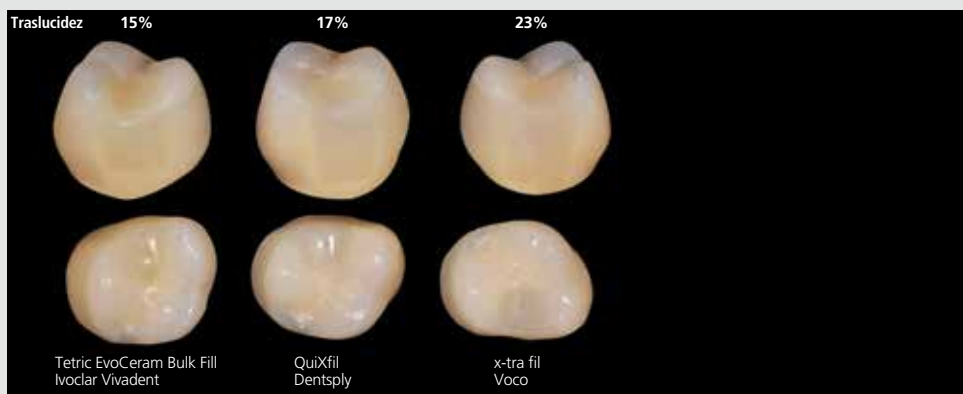 Traslucidez 15% 17% 23%
Tetric EvoCeram Bulk Fill
Ivoclar Vivadent
QuiXfil
Dentsply
x-tra fil
Voco